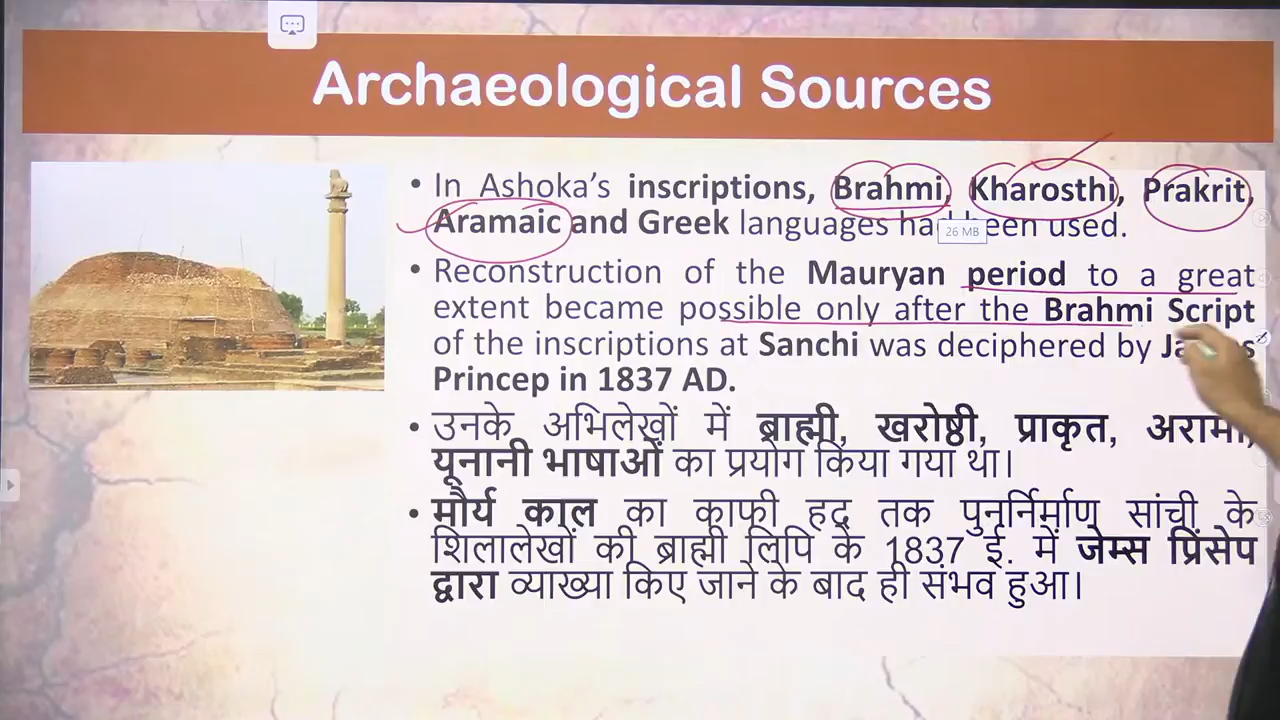 Archaeological Sources
• In Ashoka's inscriptions, Brahmi, Kharosthi, Prakrit,
Aramaic and Greek languages been used.
26 MB
• Reconstruction of the Mauryan period to a great
extent became possible only after the Brahmi Script
of the inscriptions at Sanchi was deciphered by
Princep in 1837 AD.
• उनके अभिलेखों में ब्राह्मी, खरोष्ठी, प्राकृत,
यूनानी भाषाओं का प्रयोग किया गया था।
• मौर्य काल का काफी हद तक पुनर्निर्माण सांची के
शिलालेखों की ब्राह्मी लिपि के 1837 ई. में जेम्स प्रिंसेप
द्वारा व्याख्या किए जाने के बाद ही संभव हुआ।